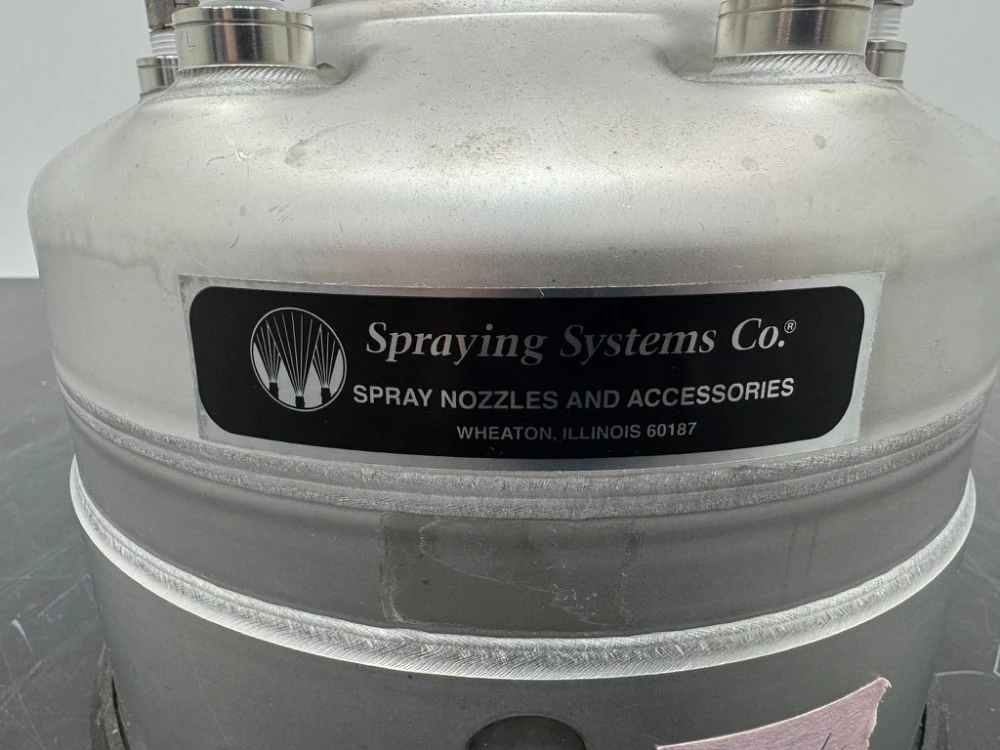 Spraying Systems Co.®
SPRAY NOZZLES AND ACCESSORIES
WHEATON, ILLINOIS 60187